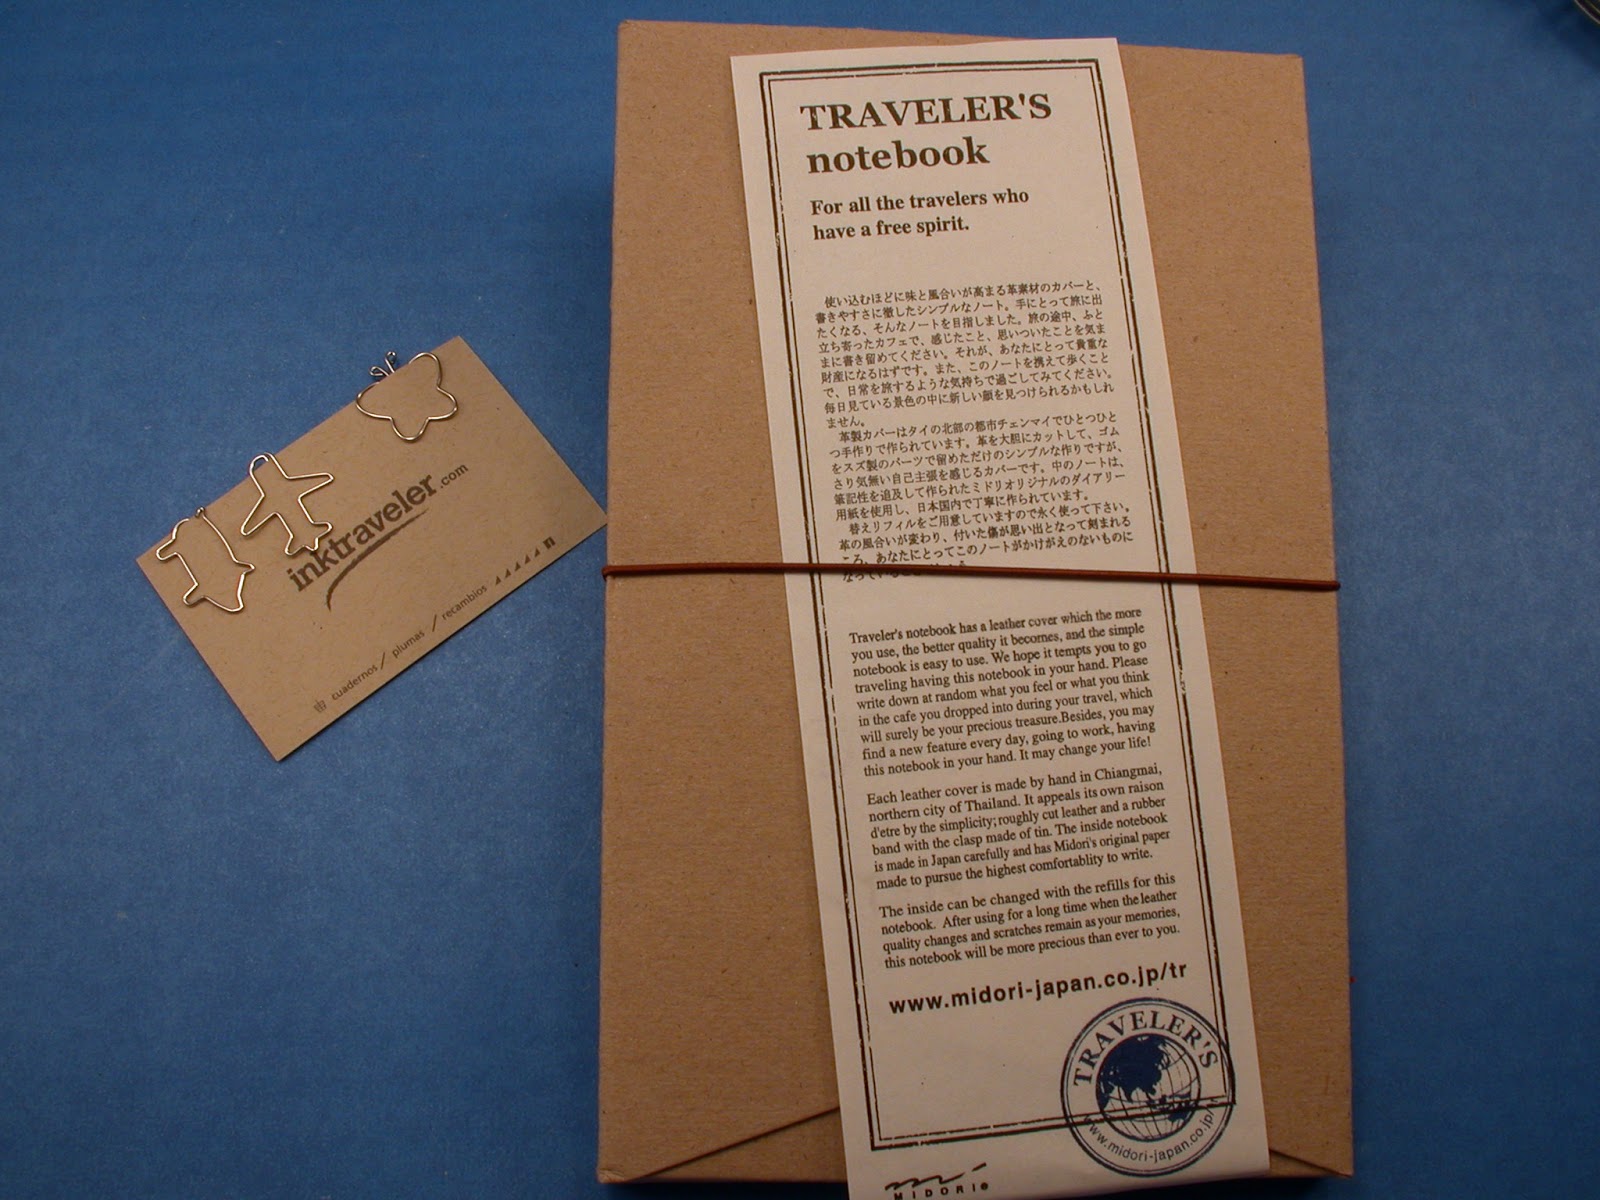 TRAVELER'S
notebook
For all the travelers who
have a free spirit.
使い込むほどに味と風合いが高まる革素材のカバーと、
書きやすさに徹したシンプルなノート。手にとって旅に出
たくなる、そんなノートを目指しました。旅の途中、ふと
立ち寄ったカフェで、感じたこと、思いついたことを気ま
まに書き留めてください。それが、あなたにとって貴重な
財産になるはずです。また、このノートを携えて歩くこと
で、日常を旅するような気持ちで過ごしてみてください。
毎日見ている景色の中に新しい顔を見つけられるかもしれ
ません。
革製カバーはタイの北部の都市チェンマイでひとつひと
つ手作りで作られています。革を大胆にカットして、ゴム
をスズ製のパーツで留めただけのシンプルな作りですが、
さり気無い自己主張を感じるカバーです。中のノートは、
筆記性を追及して作られたミドリオリジナルのダイアリー
用紙を使用し、日本国内で丁寧に作られています。
替えリフィルをご用意していますので永く使って下さい。
革の風合いが変わり、付いた傷が思い出となって刻まれる
ころ、あなたにとってこのノートがかけがえのないものに
なっている
Traveler's notebook has a leather cover which the more
you use, the better quality it becomes, and the simple
notebook is easy to use. We hope it tempts you to go
traveling having this notebook in your hand. Please
write down at random what you feel or what you think
in the cafe you dropped into during your travel, which
will surely be your precious treasure.Besides, you may
find a new feature every day, going to work, having
this notebook in your hand. It may change your life!
Each leather cover is made by hand in Chiangmai,
northern city of Thailand. It appeals its own raison
d'etre by the simplicity; roughly cut leather and a rubber
band with the clasp made of tin. The inside notebook
is made in Japan carefully and has Midori's original paper
made to pursue the highest comfortablity to write.
The inside can be changed with the refills for this
notebook. After using for a long time when the leather
quality changes and scratches remain as your memories,
this notebook will be more precious than ever to you.
www.midori-japan.co.jp/tr
TRAVELER'S
www.midori-japan.co.jp/
MIDORI®
inktraveler.com
cuadernos / plumas / recambios